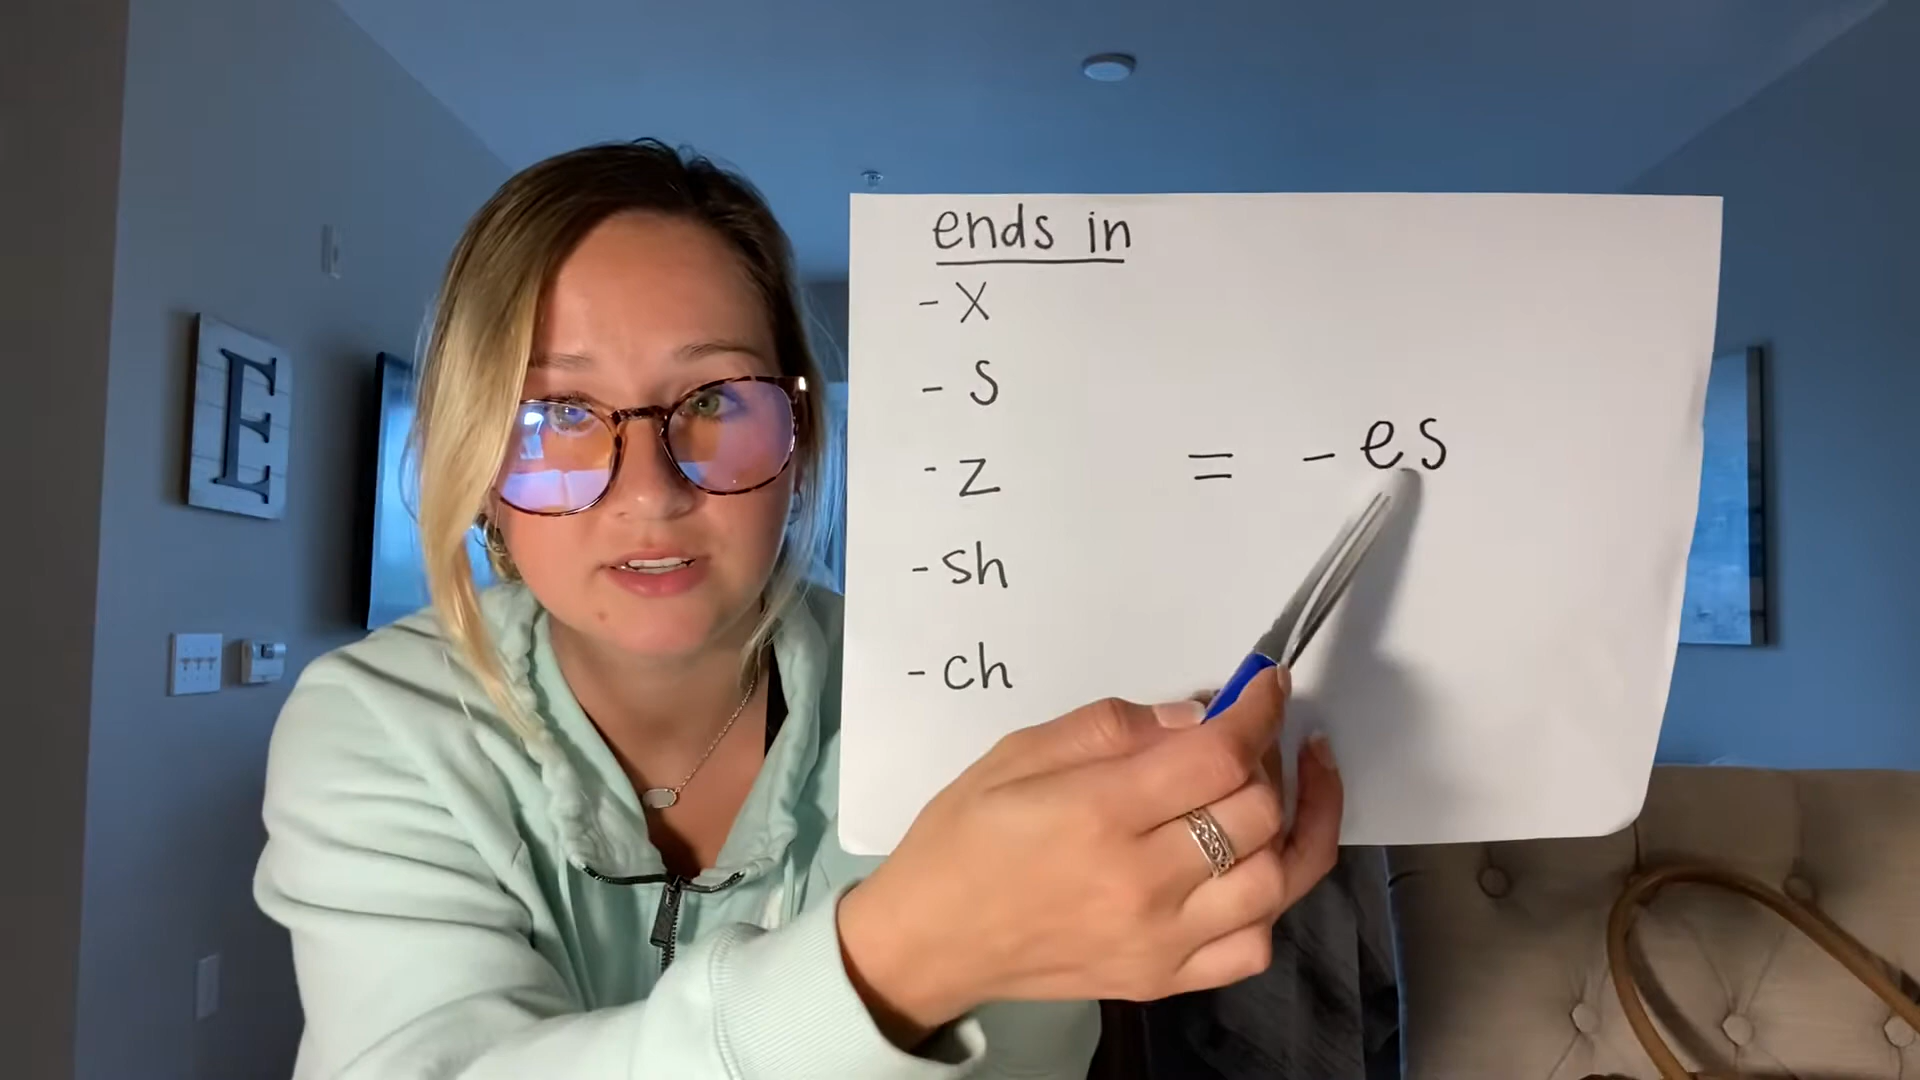 E
ends in
- x
- s
- z
= - es
- sh
- ch